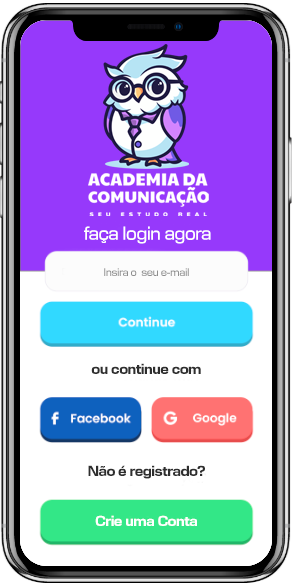 ACADEMIA DA
COMUNICAÇÃO
SEU ESTUDO REAL
faça login agora
Insira o seu e-mail
Continue
ou continue com
f Facebook
G Google
Não é registrado?
Crie uma Conta